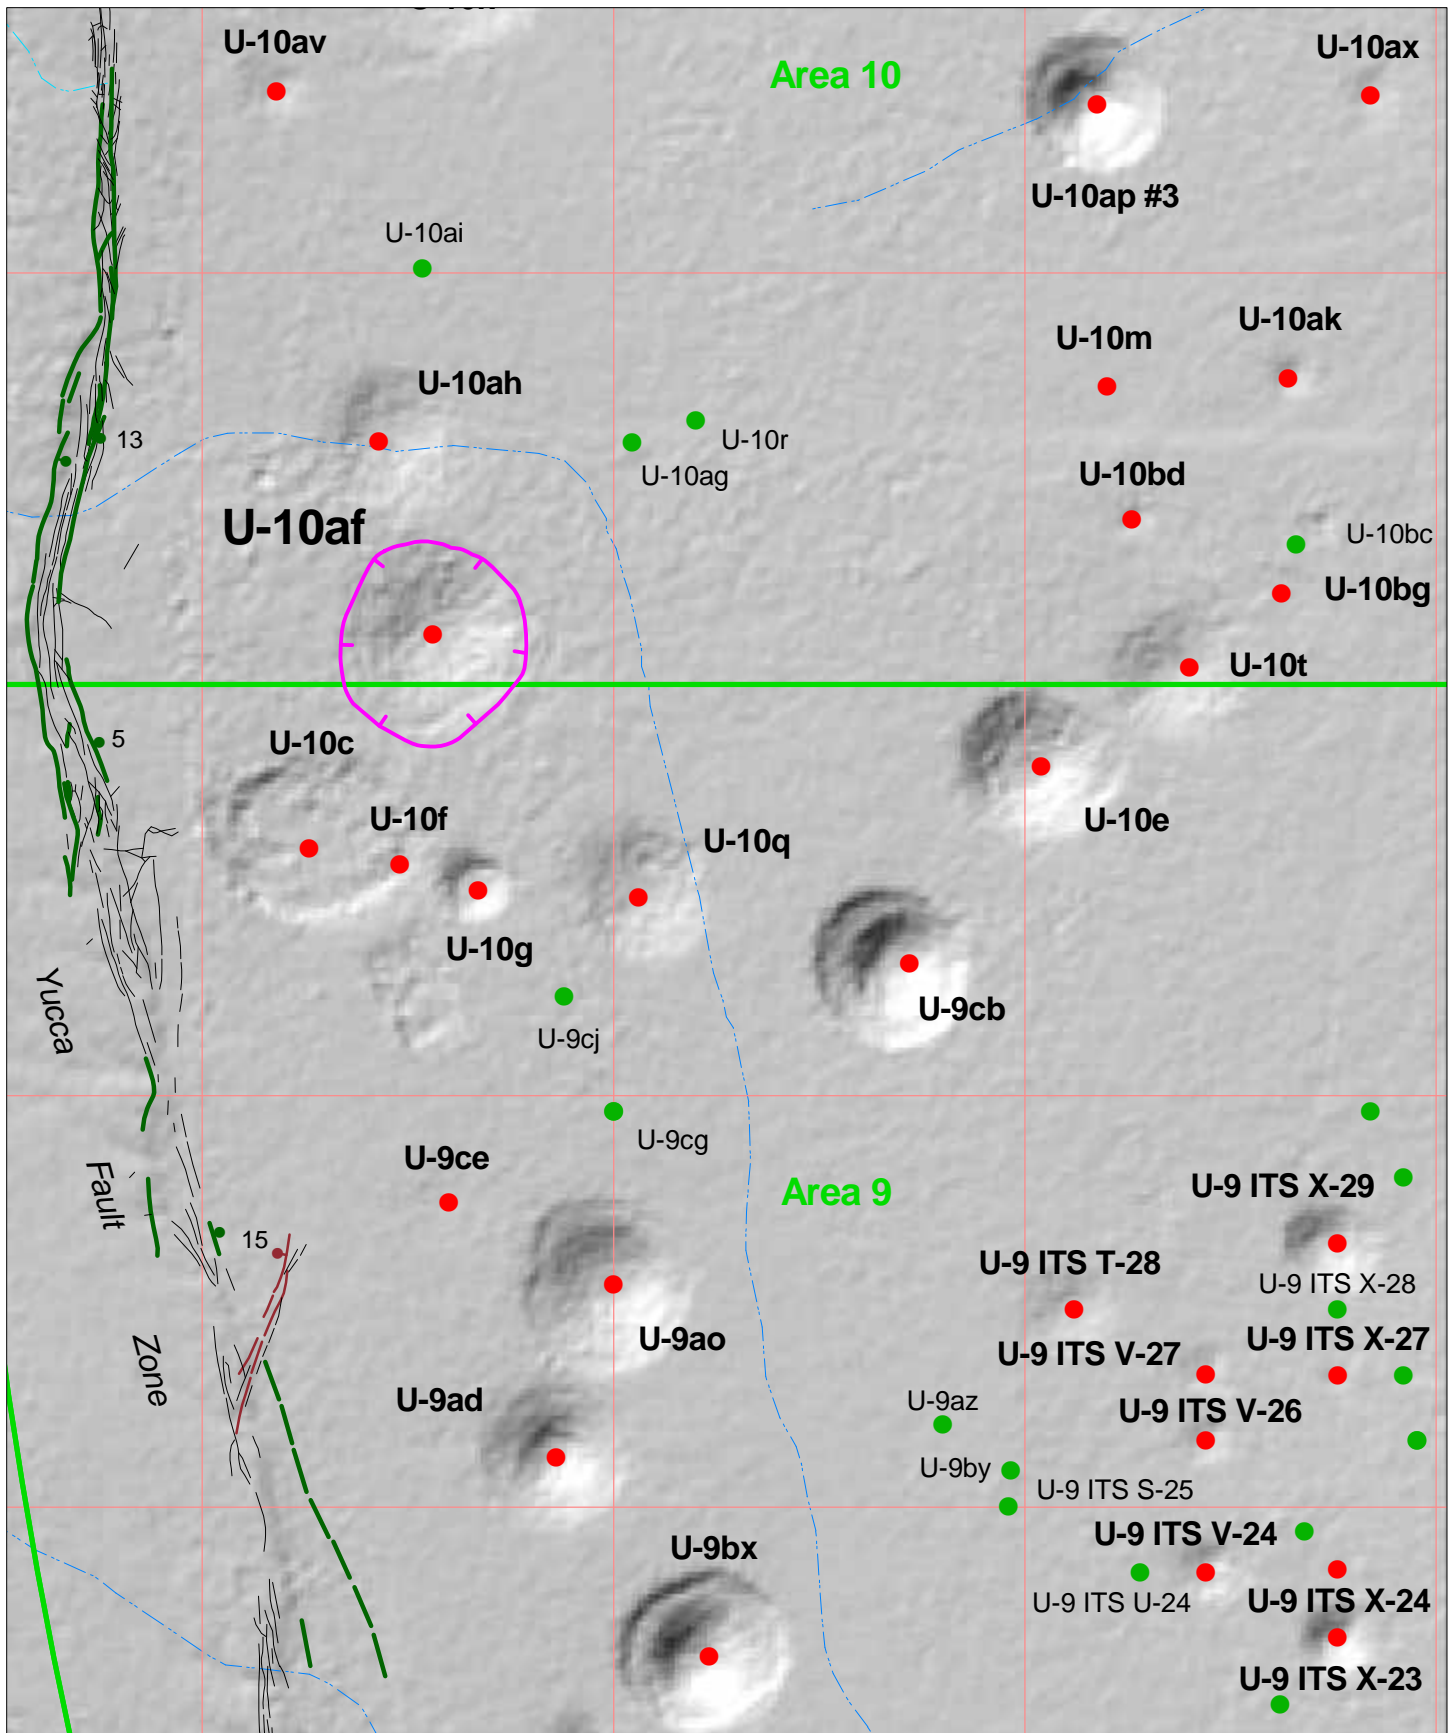 U-10av
Area 10
U-10ax
U-10ap #3
U-10ai
U-10ak
U-10m
U-10ah
13
U-10r
U-10ag
U-10bd
U-10af
U-10bc
U-10bg
U-10t
5
U-10c
U-10f
U-10e
U-10q
U-10g
Yucca
U-9cb
U-9cj
U-9cg
U-9ce
Fault
Area 9
U-9 ITS X-29
15
U-9 ITS T-28
U-9 ITS X-28
U-9ao
U-9 ITS X-27
U-9 ITS V-27
Zone
U-9ad
U-9az
U-9 ITS V-26
U-9by
U-9 ITS S-25
U-9 ITS V-24
U-9bx
U-9 ITS U-24
U-9 ITS X-24
U-9 ITS X-23